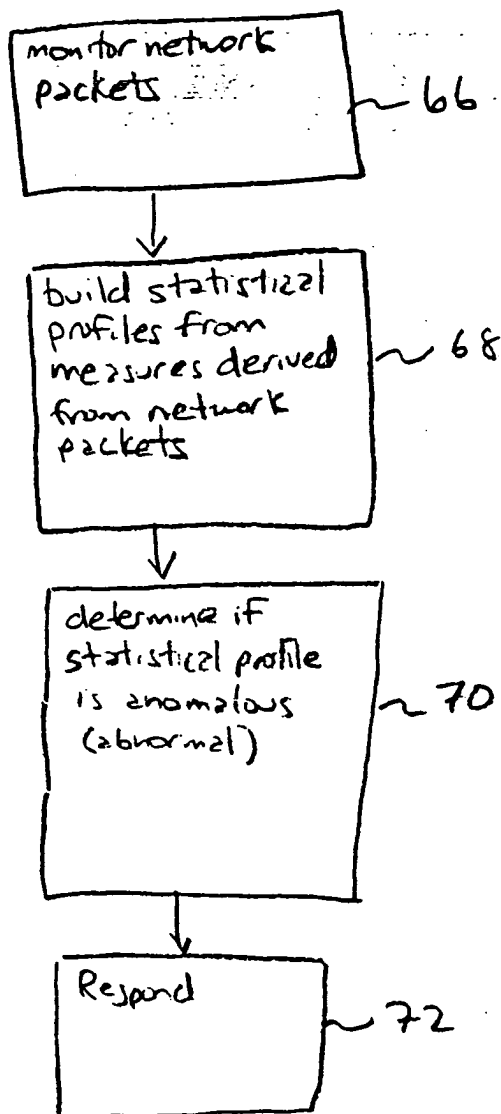 monitor network
packets
66
build statistical
profiles from
measures derived
from network
packets
68
determine if
statistical profile
is anomalous
(abnormal)
70
Respond
72